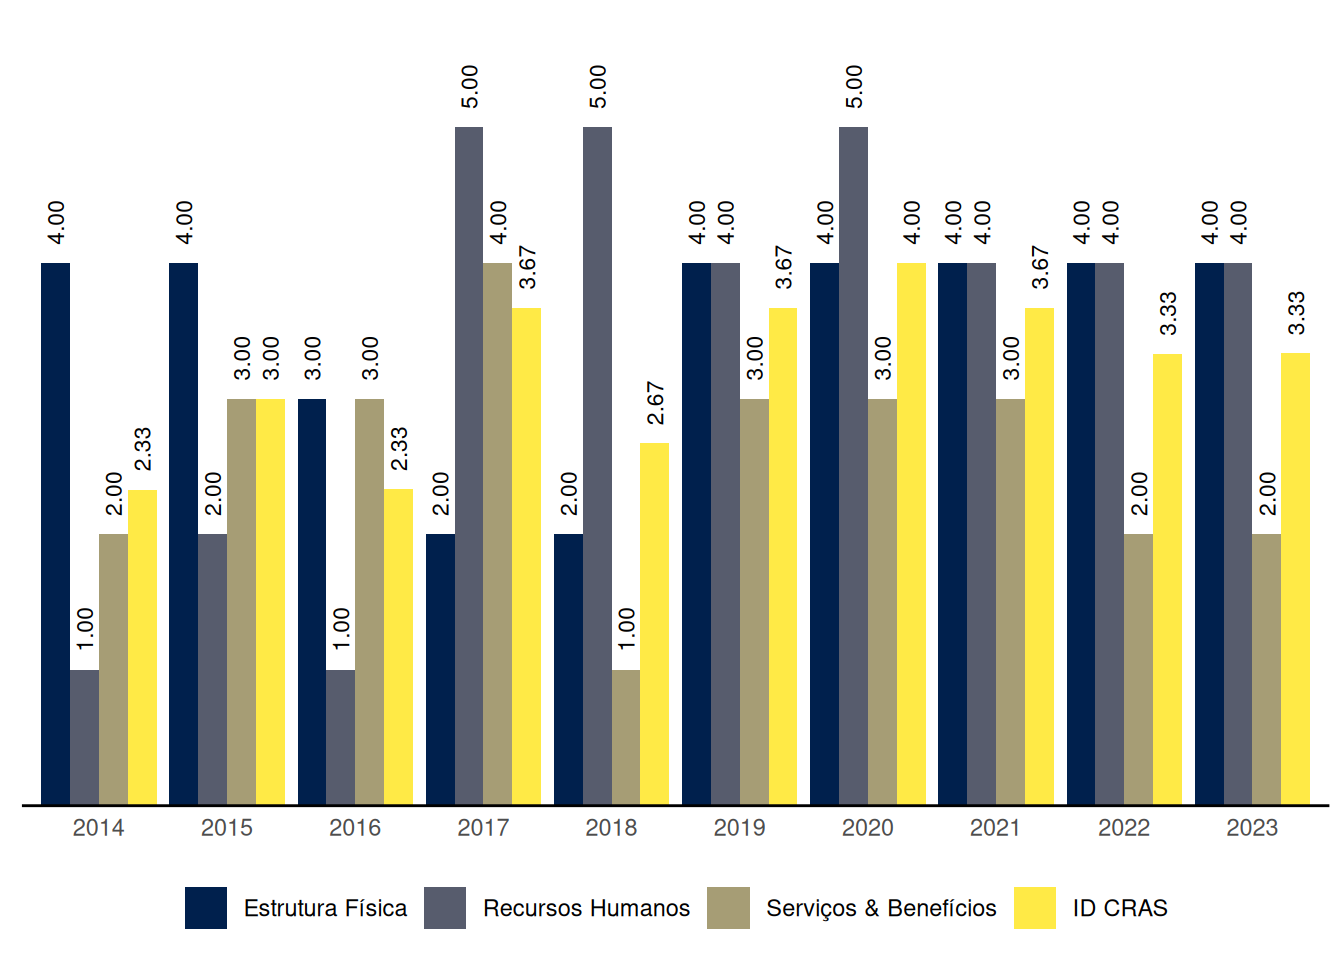 5.00 5.00 5.00
4.00 4.00 4.00 4.00 4.00 4.00 4.00 4.00 4.00 4.00 4.00 4.00 4.00
3.67 3.67 3.67
3.33 3.33
3.00 3.00 3.00 3.00 3.00 3.00 3.00
2.67
2.33 2.33
2.00 2.00 2.00 2.00 2.00 2.00
1.00 1.00 1.00
2014 2015 2016 2017 2018 2019 2020 2021 2022 2023
Estrutura Física Recursos Humanos Serviços & Benefícios ID CRAS